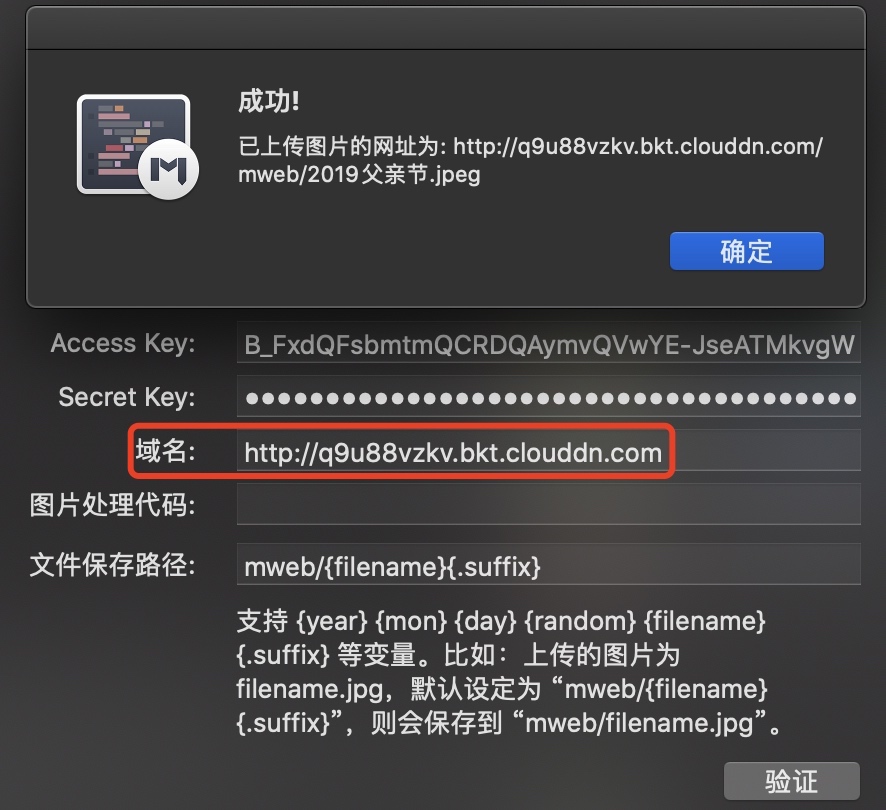 成功!
已上传图片的网址为: http://q9u88vzkv.bkt.clouddn.com/
mweb/2019父亲节.jpeg
确定
Access Key: B_FxdQFsbmtmQCRDQAymvQVwYE-JseATMkvgW
Secret Key: ●●●●●●●●●●●●●●●●●●●●●●●●●●●●●●●●●●●●●●
域名: http://q9u88vzkv.bkt.clouddn.com
图片处理代码:
文件保存路径: mweb/{filename}{.suffix}
支持 {year} {mon} {day} {random} {filename}
{.suffix} 等变量。比如：上传的图片为
filename.jpg，默认设定为 “mweb/{filename}
{.suffix}”，则会保存到 “mweb/filename.jpg”。
验证